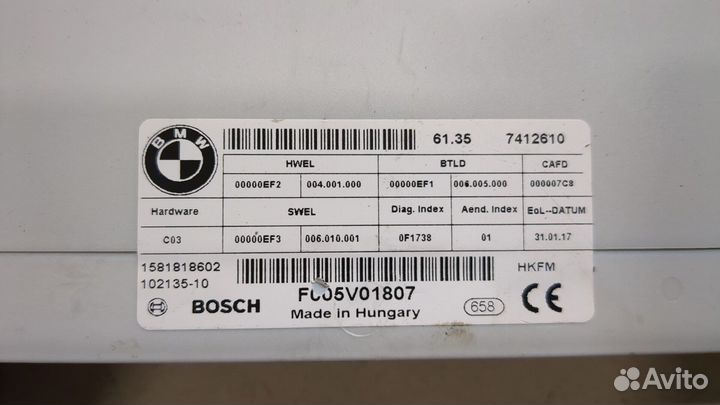 BMW
61.35 7412610
HWEL BTLD CAFD
00000EF2 004.001.000 00000EF1 006.005.000 000007C8
Hardware SWEL Diag. Index Aend. Index EoL--DATUM
C03 00000EF3 006.010.001 0F1738 01 31.01.17
1581818602 HKFM
102135-10
BOSCH F005V01807 658 CE
Made in Hungary
Avito